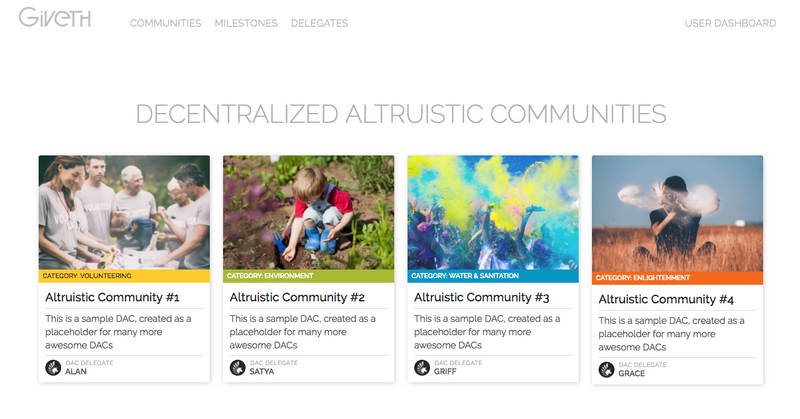 GIVETH
COMMUNITIES MILESTONES DELEGATES USER DASHBOARD
DECENTRALIZED ALTRUISTIC COMMUNITIES
VOLUNTEER
CATEGORY: VOLUNTEERING
Altruistic Community #1
This is a sample DAC, created as a
placeholder for many more
awesome DACs
DAC DELEGATE
ALAN
CATEGORY: ENVIRONMENT
Altruistic Community #2
This is a sample DAC, created as a
placeholder for many more
awesome DACs
DAC DELEGATE
SATYA
CATEGORY: WATER & SANITATION
Altruistic Community #3
This is a sample DAC, created as a
placeholder for many more
awesome DACs
DAC DELEGATE
GRIFF
CATEGORY: ENLIGHTENMENT
Altruistic Community #4
This is a sample DAC, created as a
placeholder for many more
awesome DACs
DAC DELEGATE
GRACE